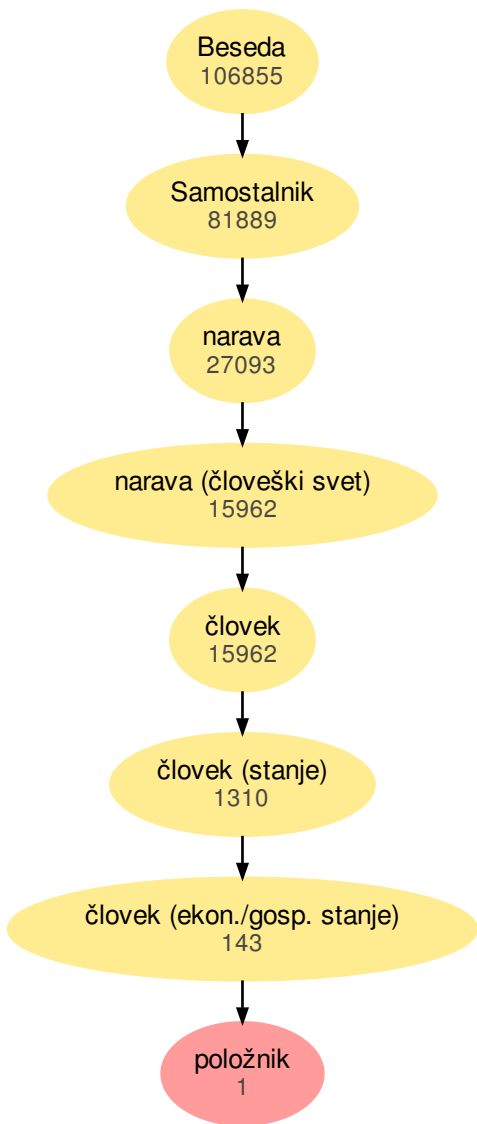 Beseda
106855
Samostalnik
81889
narava
27093
narava (človeški svet)
15962
človek
15962
človek (stanje)
1310
človek (ekon./gosp. stanje)
143
položnik
1